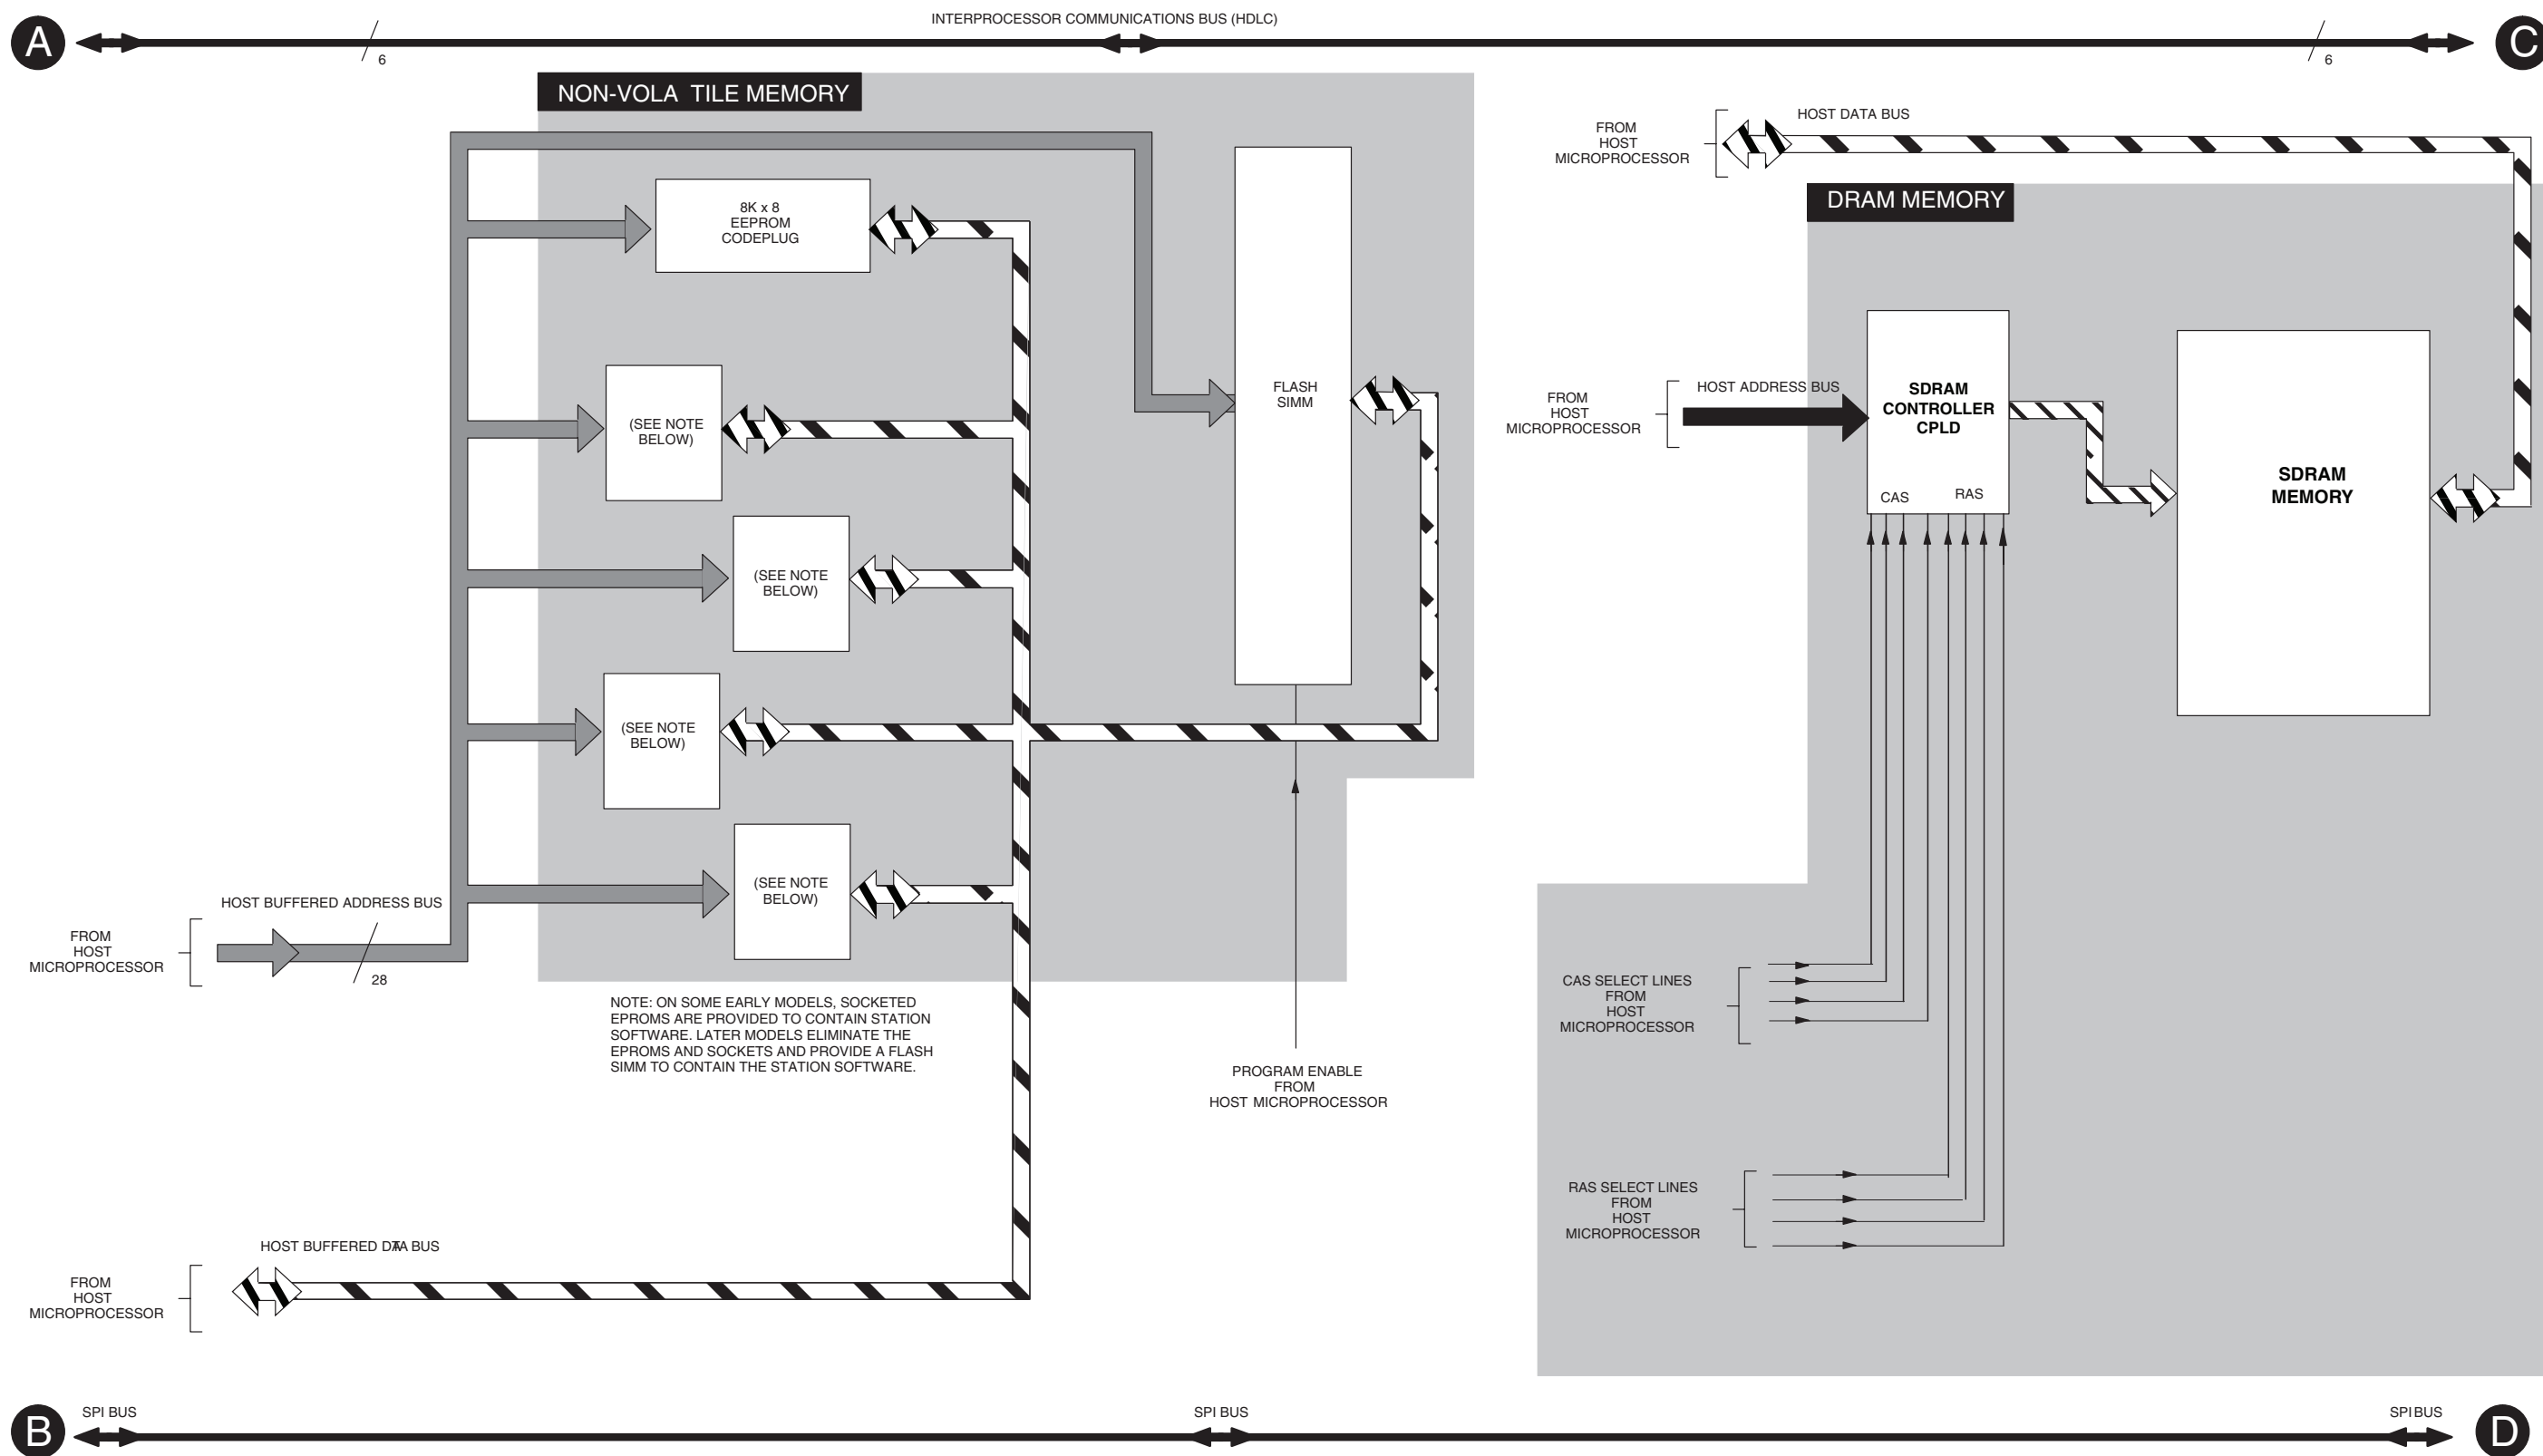 INTERPROCESSOR COMMUNICATIONS BUS (HDLC)
A
C
6
6
NON-VOLA TILE MEMORY
HOST DATA BUS
FROM
HOST
MICROPROCESSOR
DRAM MEMORY
8K x 8
EEPROM
CODEPLUG
FLASH
SIMM
(SEE NOTE
BELOW)
(SEE NOTE
BELOW)
(SEE NOTE
BELOW)
(SEE NOTE
BELOW)
HOST ADDRESS BUS
FROM
HOST
MICROPROCESSOR
SDRAM
CONTROLLER
CPLD
CAS
RAS
SDRAM
MEMORY
HOST BUFFERED ADDRESS BUS
FROM
HOST
MICROPROCESSOR
28
NOTE: ON SOME EARLY MODELS, SOCKETED
EPROMS ARE PROVIDED TO CONTAIN STATION
SOFTWARE. LATER MODELS ELIMINATE THE
EPROMS AND SOCKETS AND PROVIDE A FLASH
SIMM TO CONTAIN THE STATION SOFTWARE.
PROGRAM ENABLE
FROM
HOST MICROPROCESSOR
CAS SELECT LINES
FROM
HOST
MICROPROCESSOR
RAS SELECT LINES
FROM
HOST
MICROPROCESSOR
HOST BUFFERED DATA BUS
FROM
HOST
MICROPROCESSOR
B
SPI BUS
SPI BUS
SPI BUS
D